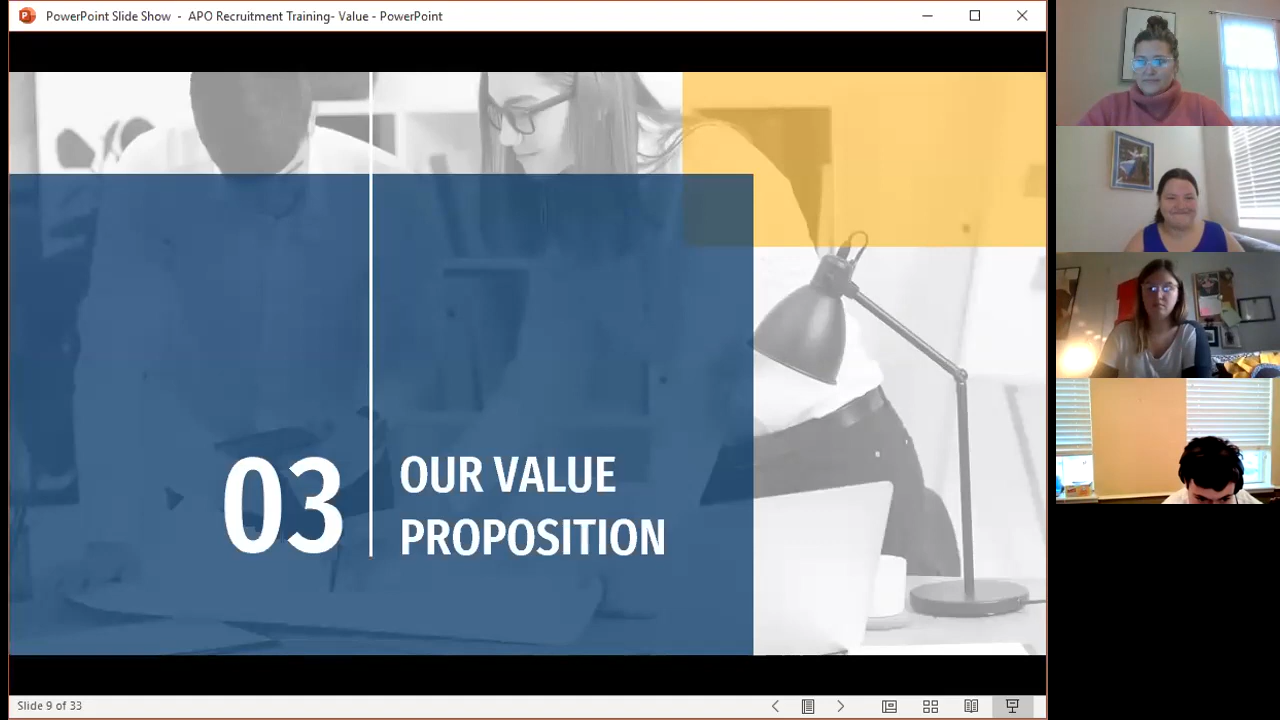 PowerPoint Slide Show - APO Recruitment Training- Value - PowerPoint
03
OUR VALUE
PROPOSITION
Slide 9 of 33